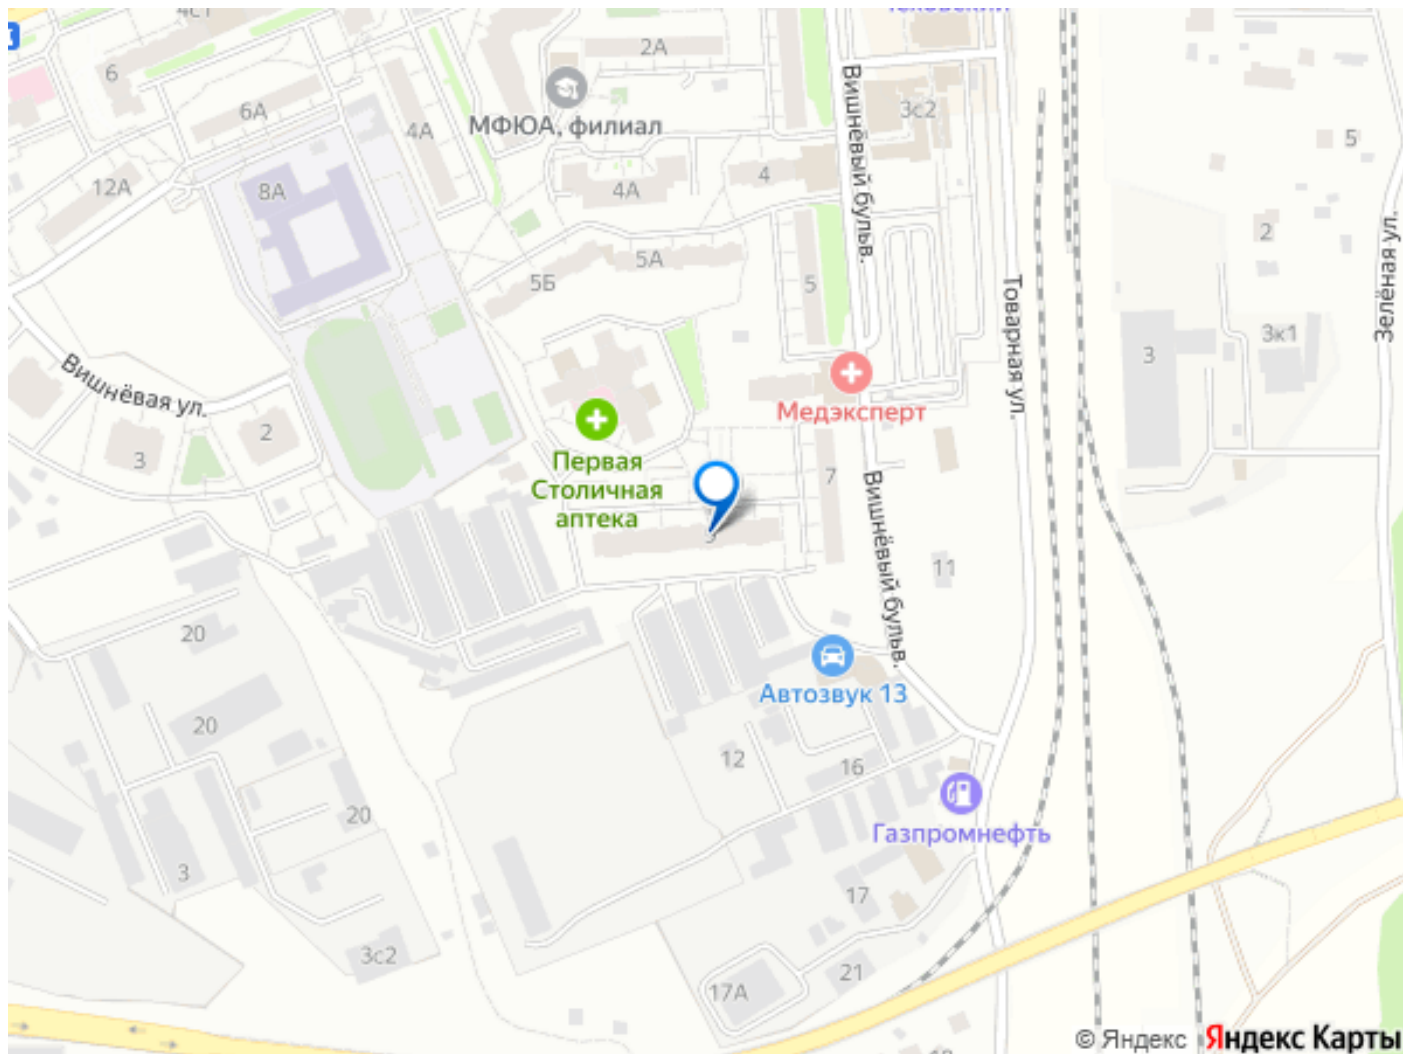 4с1
2А
6
6А
МФЮА, филиал
4А
3с2
Вишнёвый бульв.
5
12А
8А
4А
4
2
Зелёная ул.
5А
5Б
5
Товарная ул.
3к1
3
Вишнёвая ул.
Медэксперт
2
3
Первая
Столичная
аптека
7
Вишнёвый бульв.
11
20
Автозвук 13
20
12
16
20
Газпромнефть
3
17
3с2
21
17А
© Яндекс
Яндекс Карты